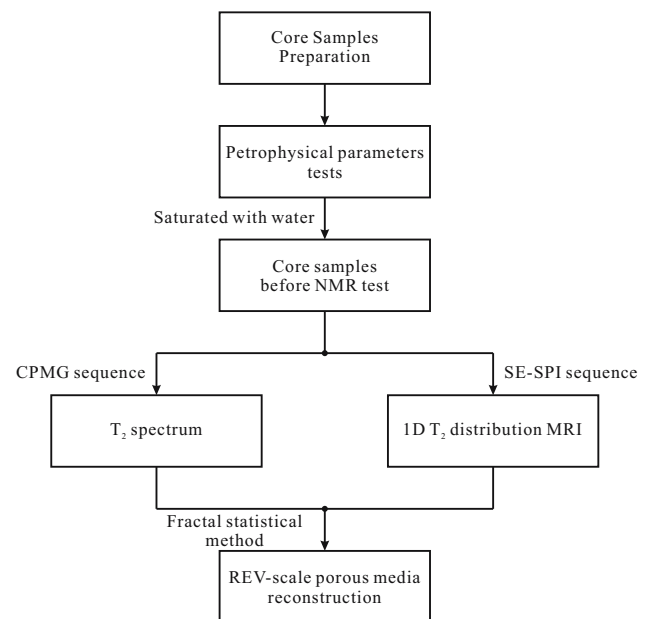 Core Samples
Preparation
Petrophysical parameters
tests
Saturated with water
Core samples
before NMR test
CPMG sequence
SE-SPI sequence
T₂ spectrum
1D T₂ distribution MRI
Fractal statistical
method
REV-scale porous media
reconstruction